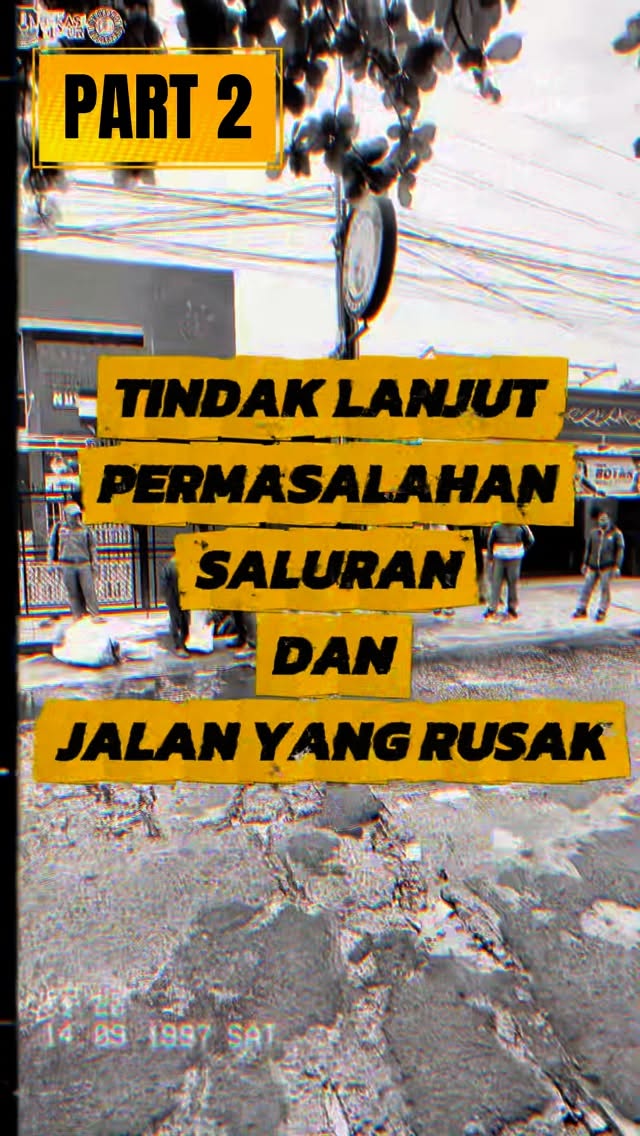 PART 2
TINDAK LANJUT
PERMASALAHAN
SALURAN
DAN
JALAN YANG RUSAK
14 09 1997 SAT